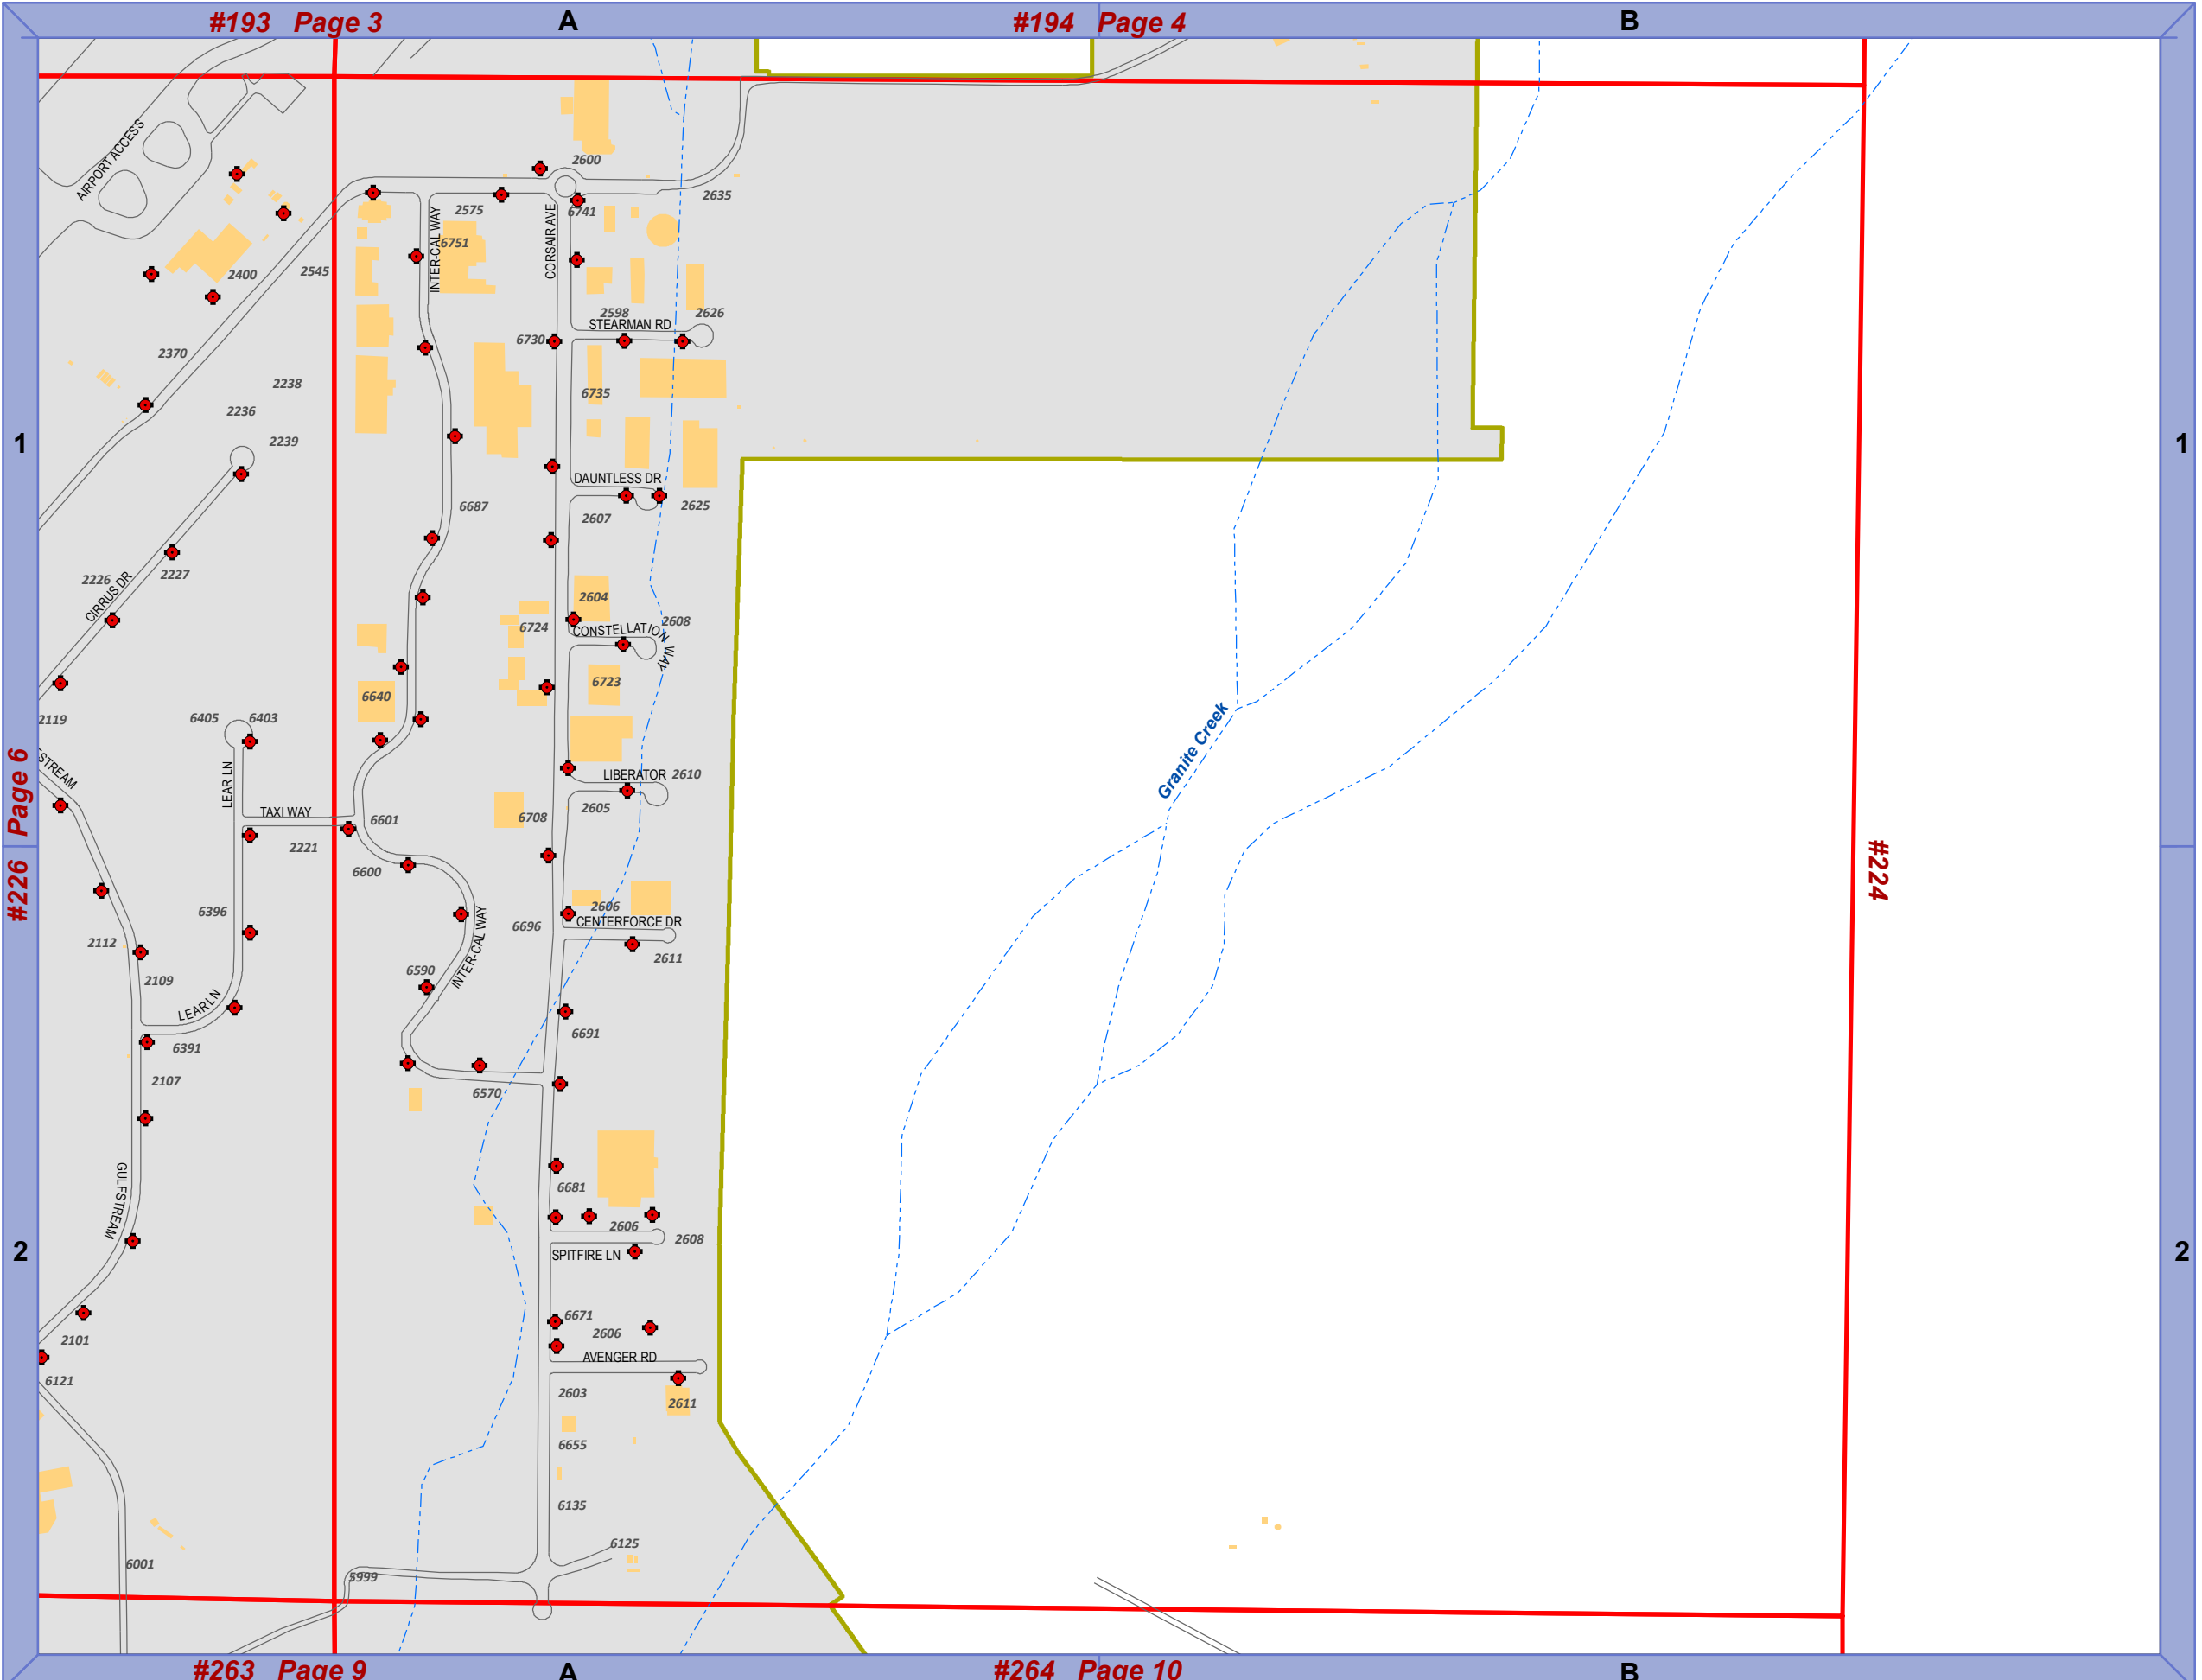 #193 Page 3
A
#194 Page 4
B
AIRPORT ACCESS
2600
2635
2575
6741
INTER-CAL WAY
6751
CORSAIR AVE
2400
2545
2598
2626
STEARMAN RD
6730
2370
2238
6735
2236
2239
1
1
DAUNTLESS DR
6687
2607
2625
2226
2227
CIRRUS DR
2604
6724
CONSTELLATION WAY
2608
6723
6640
2119
6405
6403
STREAM
Granite Creek
#226 Page 6
LEAR LN
LIBERATOR
2610
TAXI WAY
6601
2605
6708
2221
6600
#224
6396
2606
CENTERFORCE DR
6696
INTER-CAL WAY
2112
2611
6590
2109
LEAR LN
6391
6691
2107
6570
GULFSTREAM
6681
2606
2608
SPITFIRE LN
2
2
6671
2606
2101
AVENGER RD
6121
2603
2611
6655
6135
6125
6001
5999
#263 Page 9
A
#264 Page 10
B